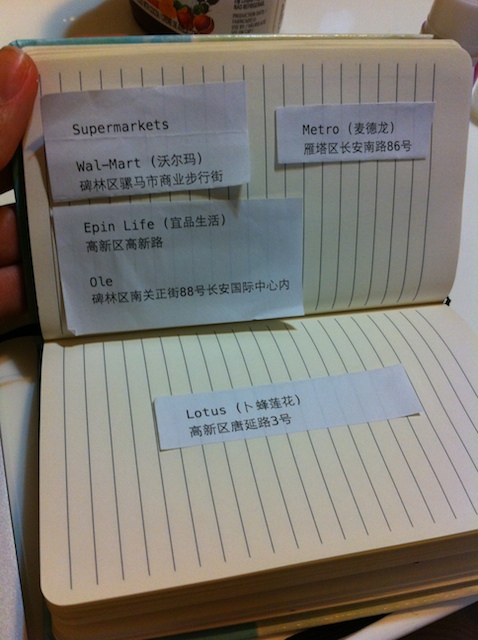 Supermarkets
Wal-Mart (沃尔玛)
碑林区骡马市商业步行街
Epin Life (宜品生活)
高新区高新路
Ole
碑林区南关正街88号长安国际中心内
Metro (麦德龙)
雁塔区长安南路86号
Lotus (卜蜂莲花)
高新区唐延路3号